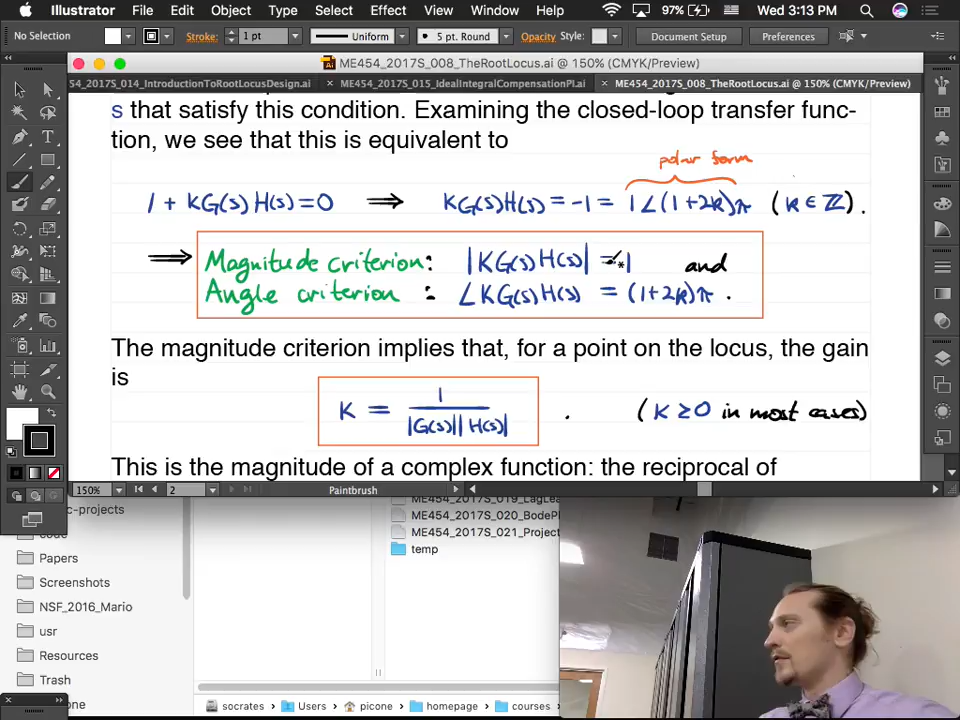 Illustrator File Edit Object Type Select Effect View Window Help 97% Wed 3:13 PM
No Selection Stroke: 1 pt Uniform 5 pt. Round Opacity Style: Document Setup Preferences
ME454_2017S_008_TheRootLocus.ai @ 150% (CMYK/Preview)
54_2017S_014_IntroductionToRootLocusDesign.ai ME454_2017S_015_IdealIntegralCompensationPI.ai ME454_2017S_008_TheRootLocus.ai @ 150% (CMYK/Preview)
s that satisfy this condition. Examining the closed-loop transfer func-
tion, we see that this is equivalent to
polar form
1 + KG(s)H(s)=0 ⟹ KG(s)H(s) = -1 = 1∠(1+2k)π (k ∈ ℤ).
⟹ Magnitude criterion: |KG(s)H(s)| = 1 and
Angle criterion : ∠KG(s)H(s) = (1+2k)π .
The magnitude criterion implies that, for a point on the locus, the gain
is
K = 1 / |G(s)||H(s)| . (K ≥ 0 in most cases)
This is the magnitude of a complex function: the reciprocal of
150% 2 Paintbrush
c-projects
code
Papers
Screenshots
NSF_2016_Mario
usr
Resources
Trash
ME454_2017S_019_LagLea
ME454_2017S_020_BodePl
ME454_2017S_021_Project
temp
socrates Users picone homepage courses